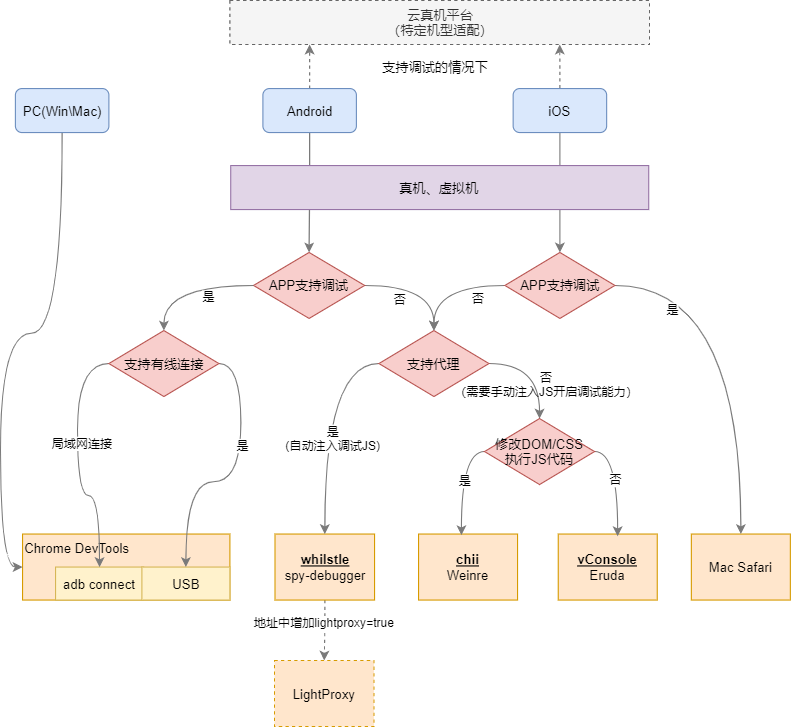 云真机平台
（特定机型适配）
支持调试的情况下
PC(Win\Mac)
Android
iOS
真机、虚拟机
APP支持调试
APP支持调试
是
否
否
是
支持有线连接
支持代理
否
(需要手动注入JS开启调试能力）
局域网连接
是
是
(自动注入调试JS)
修改DOM/CSS
执行JS代码
是
否
Chrome DevTools
adb connect
USB
whilstle
spy-debugger
chii
Weinre
vConsole
Eruda
Mac Safari
地址中增加lightproxy=true
LightProxy